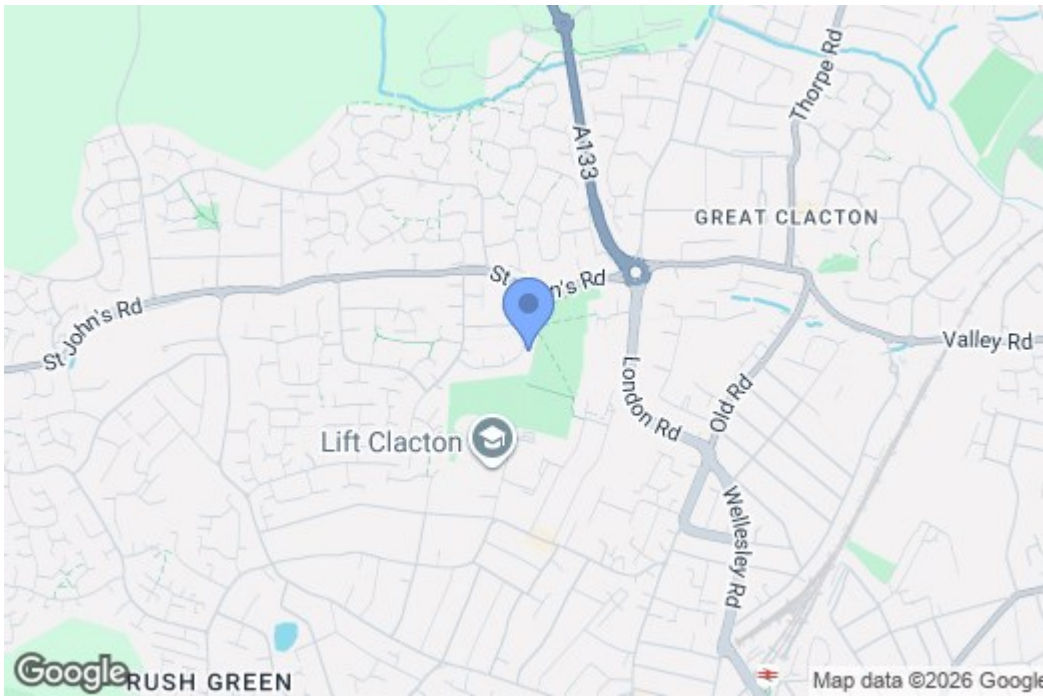 A133
Thorpe Rd
GREAT CLACTON
St John's Rd
St John's Rd
Valley Rd
London Rd
Old Rd
Lift Clacton
Wellesley Rd
Google
RUSH GREEN
Map data ©2026 Google